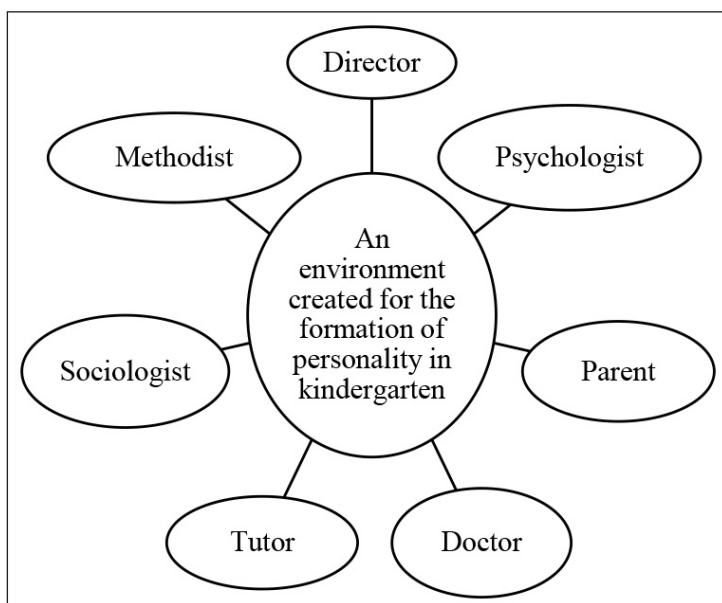 Director
Methodist
Psychologist
An
environment
created for the
formation of
personality in
kindergarten
Sociologist
Parent
Tutor
Doctor